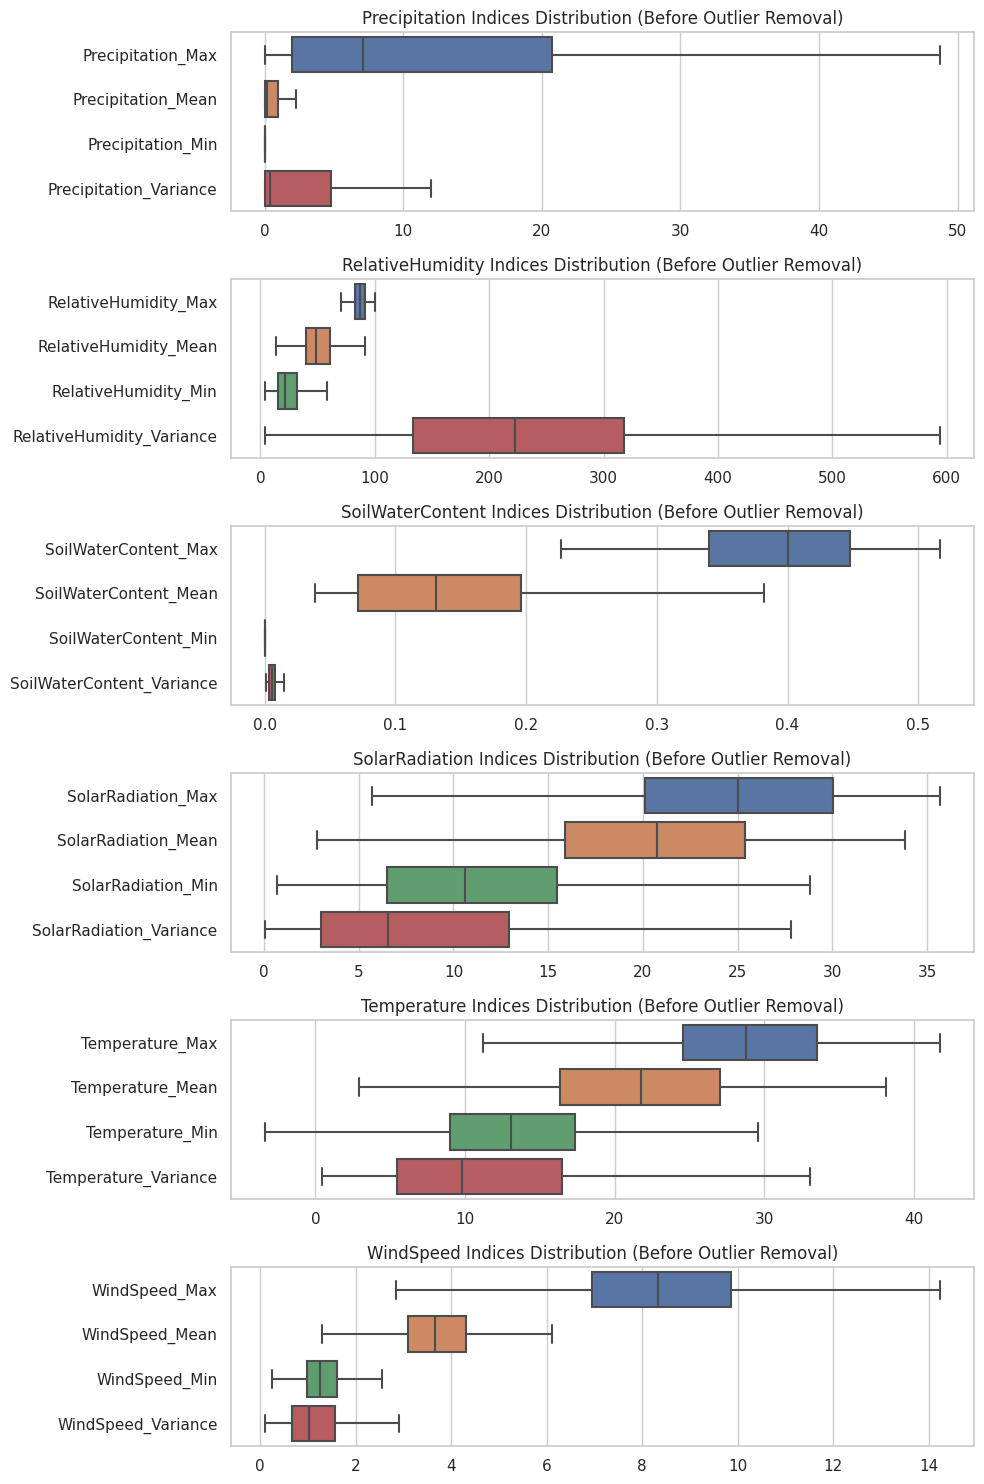 Precipitation Indices Distribution (Before Outlier Removal)
Precipitation_Max
Precipitation_Mean
Precipitation_Min
Precipitation_Variance
0 10 20 30 40 50
RelativeHumidity Indices Distribution (Before Outlier Removal)
RelativeHumidity_Max
RelativeHumidity_Mean
RelativeHumidity_Min
RelativeHumidity_Variance
0 100 200 300 400 500 600
SoilWaterContent Indices Distribution (Before Outlier Removal)
SoilWaterContent_Max
SoilWaterContent_Mean
SoilWaterContent_Min
SoilWaterContent_Variance
0.0 0.1 0.2 0.3 0.4 0.5
SolarRadiation Indices Distribution (Before Outlier Removal)
SolarRadiation_Max
SolarRadiation_Mean
SolarRadiation_Min
SolarRadiation_Variance
0 5 10 15 20 25 30 35
Temperature Indices Distribution (Before Outlier Removal)
Temperature_Max
Temperature_Mean
Temperature_Min
Temperature_Variance
0 10 20 30 40
WindSpeed Indices Distribution (Before Outlier Removal)
WindSpeed_Max
WindSpeed_Mean
WindSpeed_Min
WindSpeed_Variance
0 2 4 6 8 10 12 14